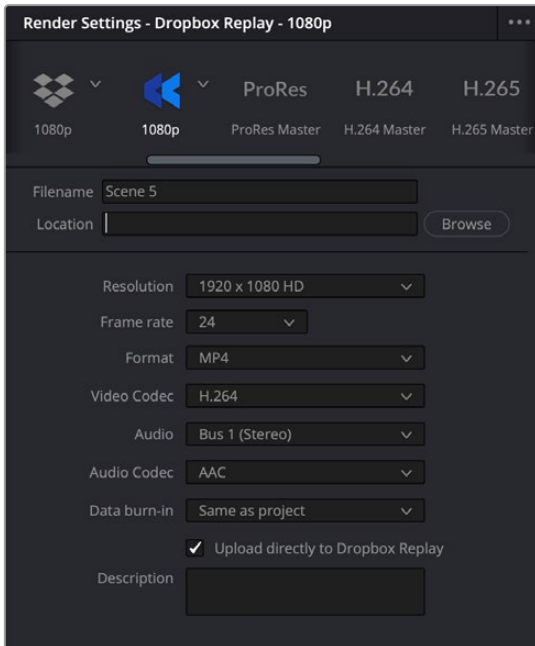 Render Settings - Dropbox Replay - 1080p
ProRes H.264 H.265
1080p 1080p ProRes Master H.264 Master H.265 Master
Filename Scene 5
Location Browse
Resolution 1920 x 1080 HD
Frame rate 24
Format MP4
Video Codec H.264
Audio Bus 1 (Stereo)
Audio Codec AAC
Data burn-in Same as project
Upload directly to Dropbox Replay
Description